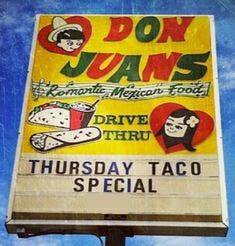 DON
JUANS
Romantic Mexican Food
DRIVE
THRU
THURSDAY TACO
SPECIAL